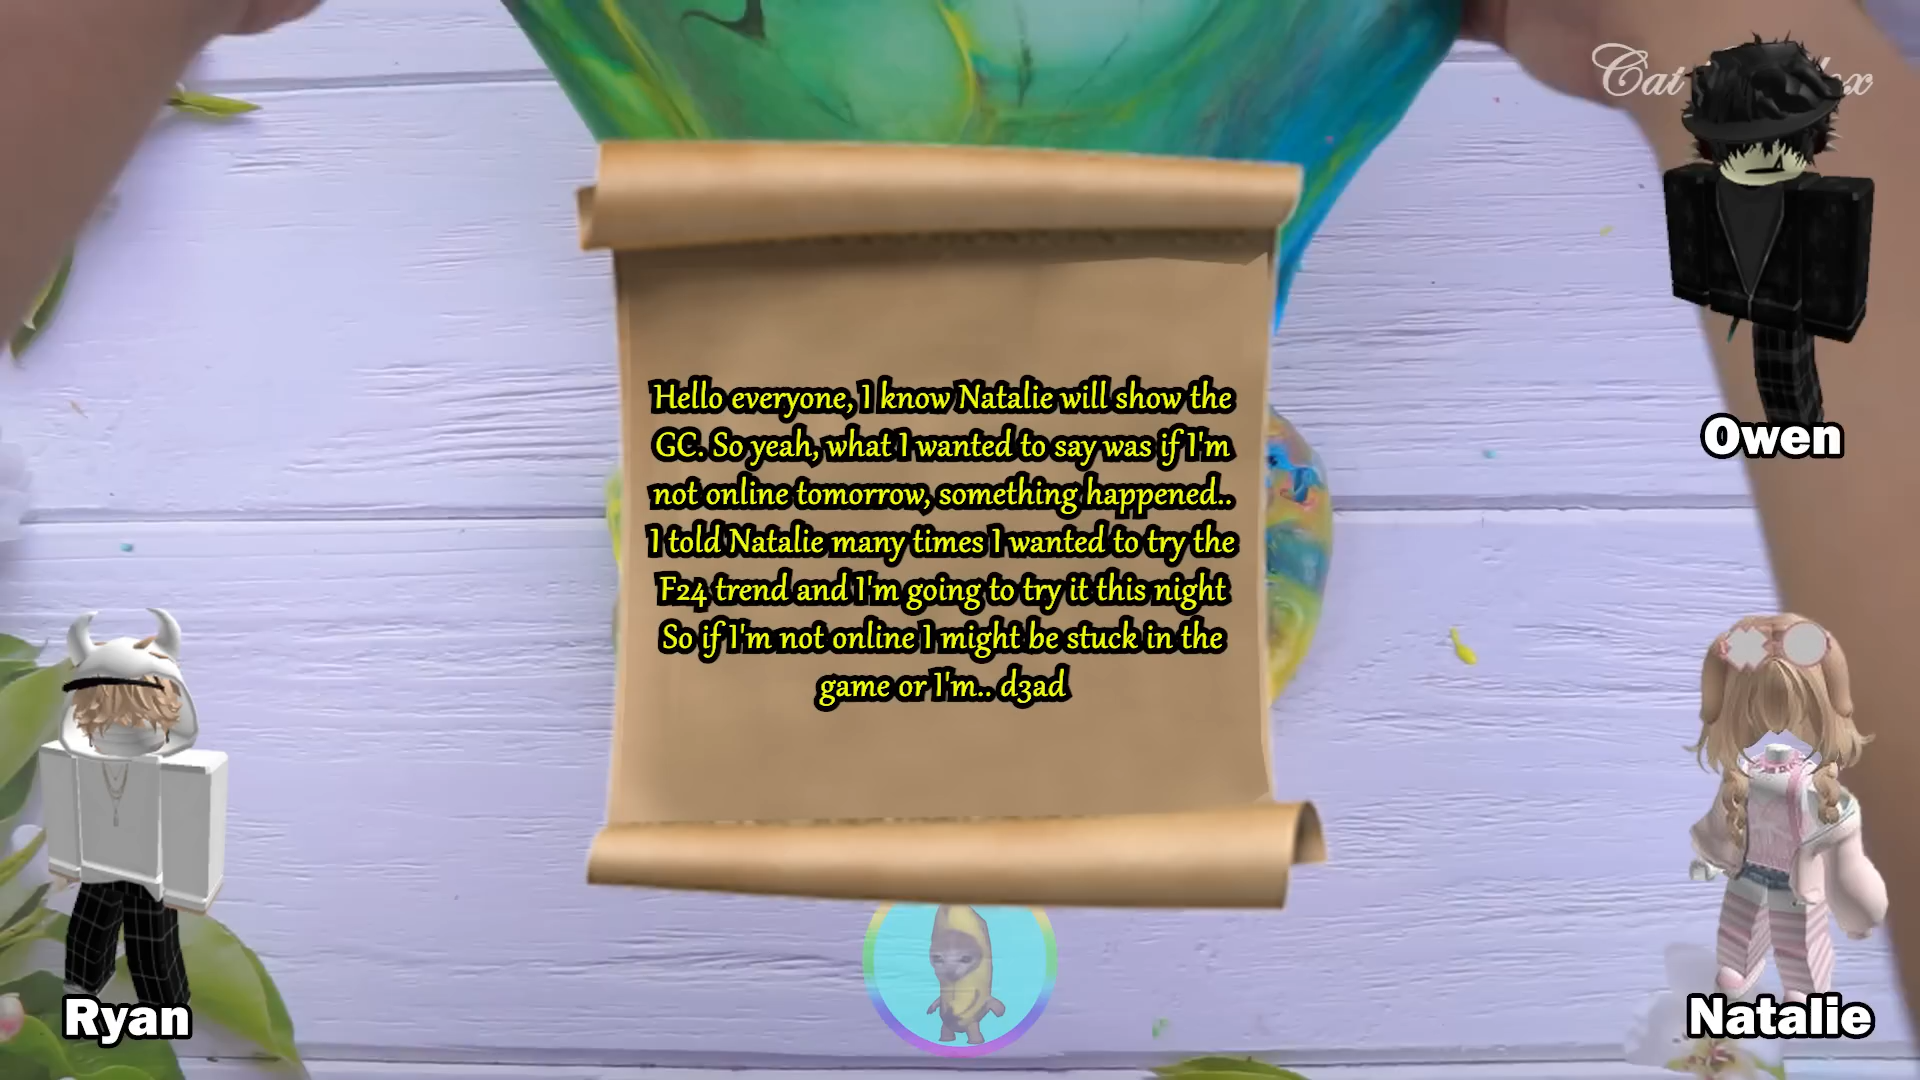 Cat
ox
Hello everyone, I know Natalie will show the
GC. So yeah, what I wanted to say was if I'm
not online tomorrow, something happened..
I told Natalie many times I wanted to try the
F24 trend and I'm going to try it this night
So if I'm not online I might be stuck in the
game or I'm.. d3ad
Owen
Ryan
Natalie